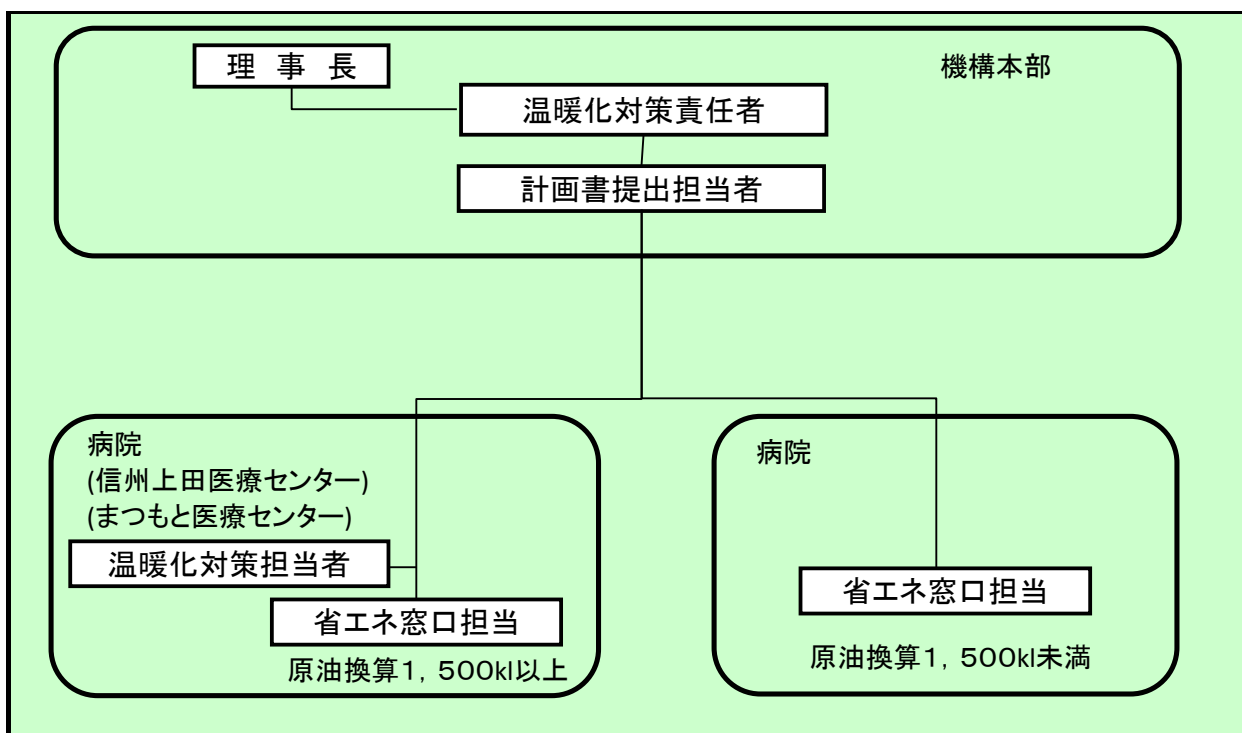 理 事 長
機構本部
温暖化対策責任者
計画書提出担当者
病院
(信州上田医療センター)
(まつもと医療センター)
温暖化対策担当者
省エネ窓口担当
原油換算1，500kl以上
病院
省エネ窓口担当
原油換算1，500kl未満